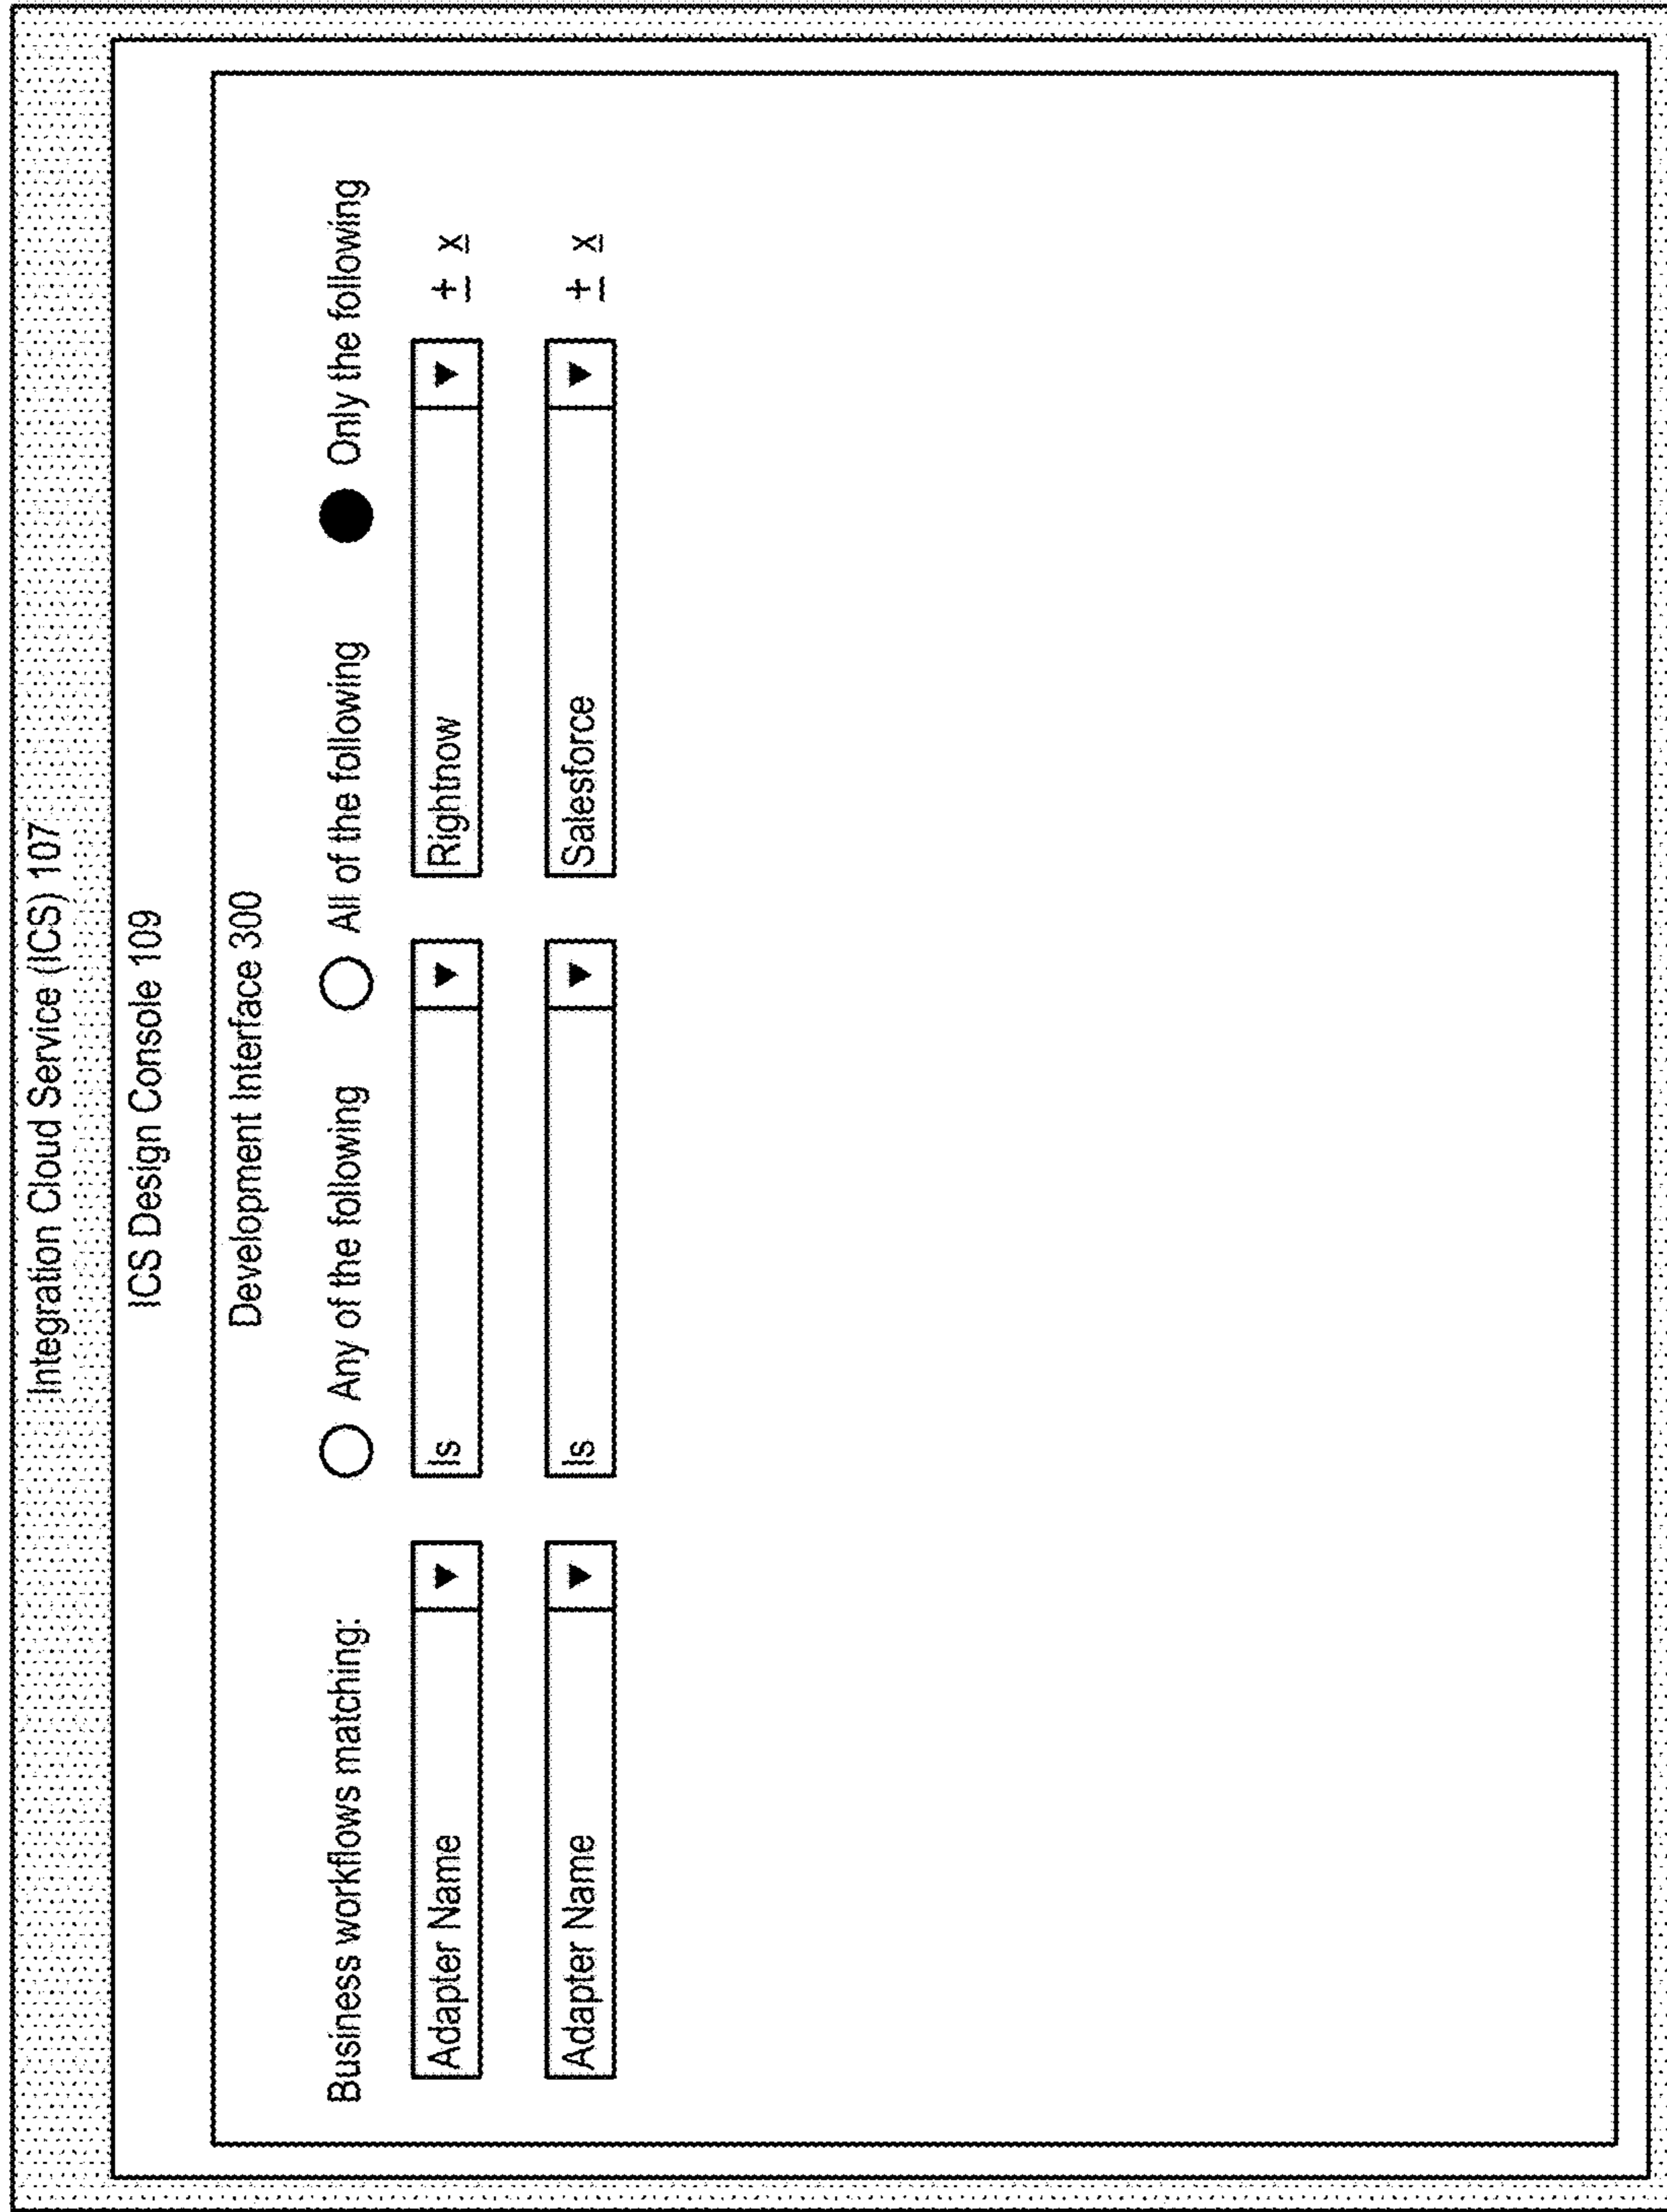 Integration Cloud Service (ICS) 107
ICS Design Console 109
Development Interface 300
Business workflows matching: Any of the following All of the following Only the following
Adapter Name Is Rightnow + x
Adapter Name Is Salesforce + x